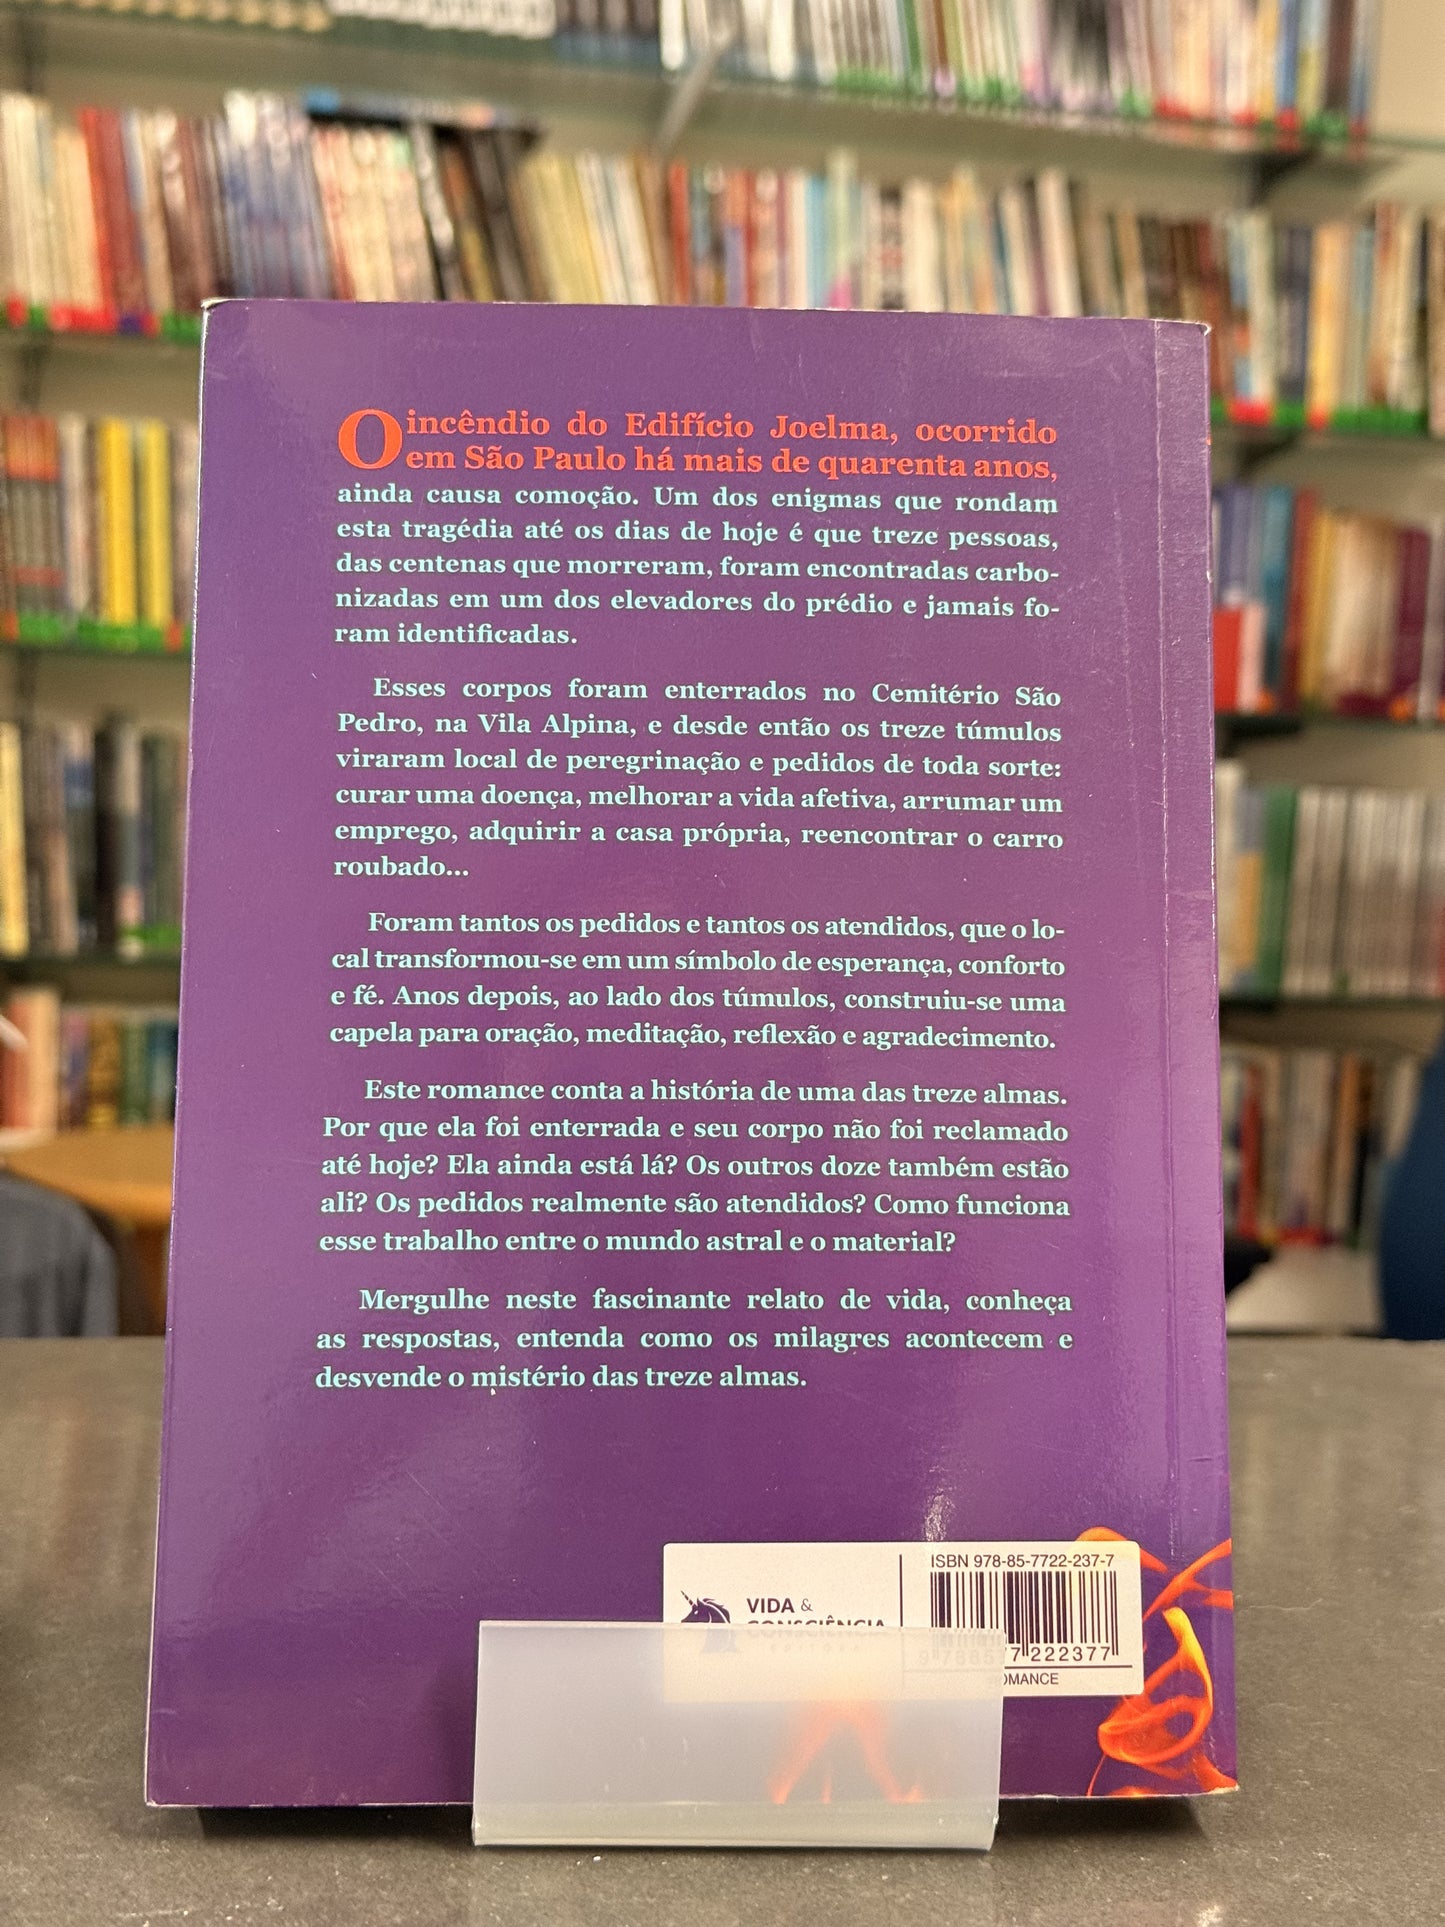 O incêndio do Edifício Joelma, ocorrido
em São Paulo há mais de quarenta anos,
ainda causa comoção. Um dos enigmas que rondam
esta tragédia até os dias de hoje é que treze pessoas,
das centenas que morreram, foram encontradas carbo-
nizadas em um dos elevadores do prédio e jamais fo-
ram identificadas.
Esses corpos foram enterrados no Cemitério São
Pedro, na Vila Alpina, e desde então os treze túmulos
viraram local de peregrinação e pedidos de toda sorte:
curar uma doença, melhorar a vida afetiva, arrumar um
emprego, adquirir a casa própria, reencontrar o carro
roubado...
Foram tantos os pedidos e tantos os atendidos, que o lo-
cal transformou-se em um símbolo de esperança, conforto
e fé. Anos depois, ao lado dos túmulos, construiu-se uma
capela para oração, meditação, reflexão e agradecimento.
Este romance conta a história de uma das treze almas.
Por que ela foi enterrada e seu corpo não foi reclamado
até hoje? Ela ainda está lá? Os outros doze também estão
ali? Os pedidos realmente são atendidos? Como funciona
esse trabalho entre o mundo astral e o material?
Mergulhe neste fascinante relato de vida, conheça
as respostas, entenda como os milagres acontecem e
desvende o mistério das treze almas.
ISBN 978-85-7722-237-7
VIDA &
CONSCIÊNCIA
EDITORA
9 788577 222377
OMANCE